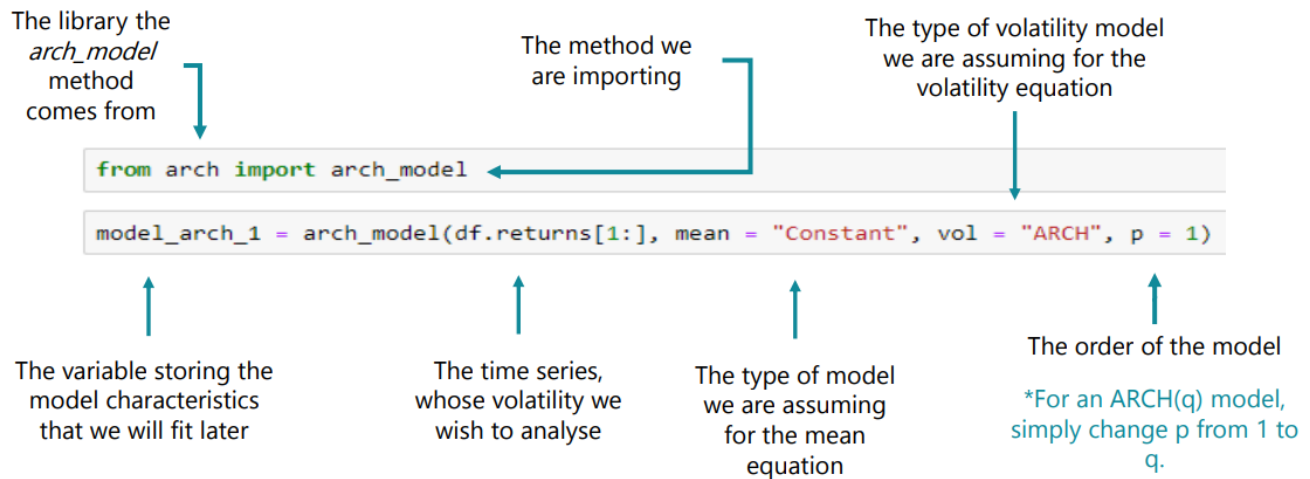 The library the
arch_model
method
comes from
The method we
are importing
The type of volatility model
we are assuming for the
volatility equation
from arch import arch_model
model_arch_1 = arch_model(df.returns[1:], mean = "Constant", vol = "ARCH", p = 1)
The variable storing the
model characteristics
that we will fit later
The time series,
whose volatility we
wish to analyse
The type of model
we are assuming
for the mean
equation
The order of the model
*For an ARCH(q) model,
simply change p from 1 to
q.